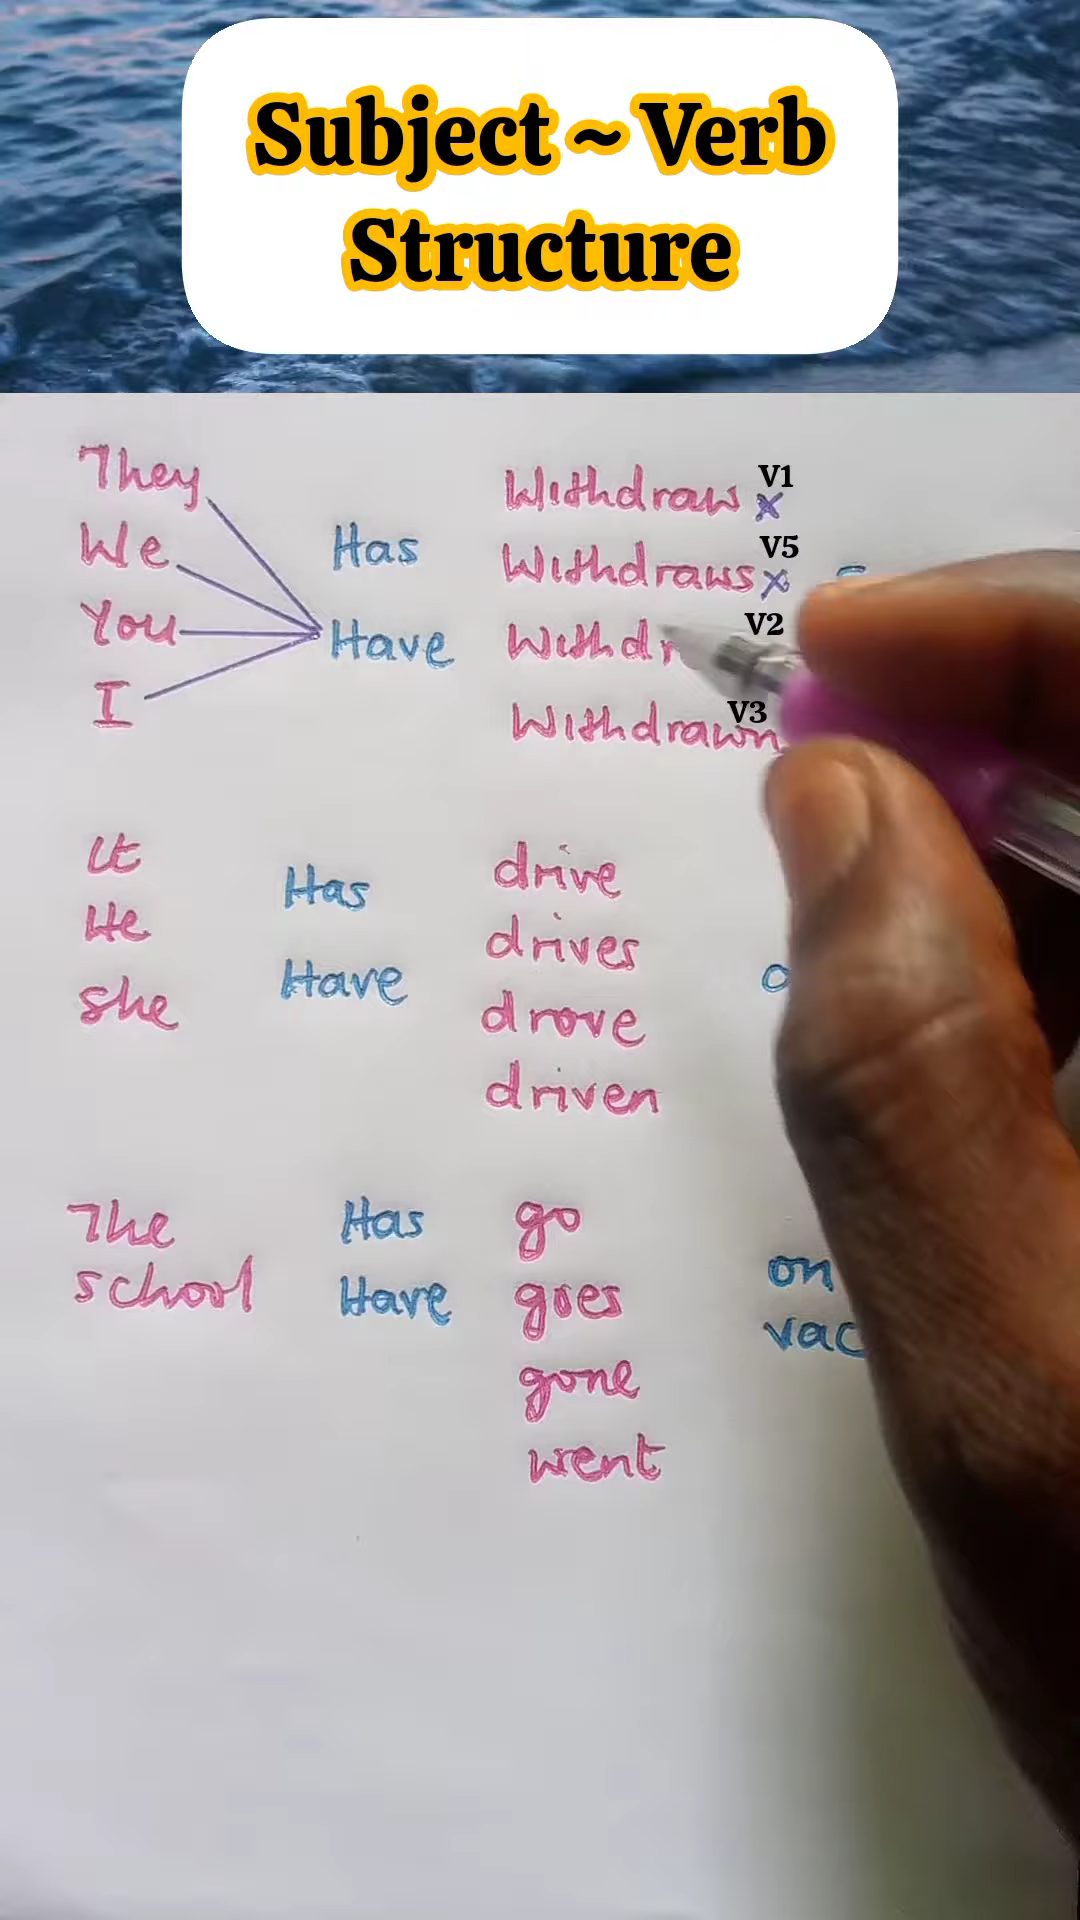 Subject ~ Verb
Structure
They
We
You
I
Has
Have
Withdraw V1
Withdraws V5
V2
Withdrawn V3
It
He
She
Has
Have
drive
drives
drove
driven
The
school
Has
Have
go
goes
gone
went
on